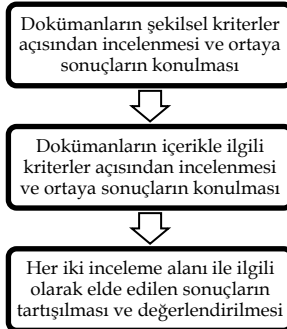 Dokümanların şekilsel kriterler
açısından incelenmesi ve ortaya
sonuçların konulması
Dokümanların içerikle ilgili
kriterler açısından incelenmesi
ve ortaya sonuçların konulması
Her iki inceleme alanı ile ilgili
olarak elde edilen sonuçların
tartışılması ve değerlendirilmesi